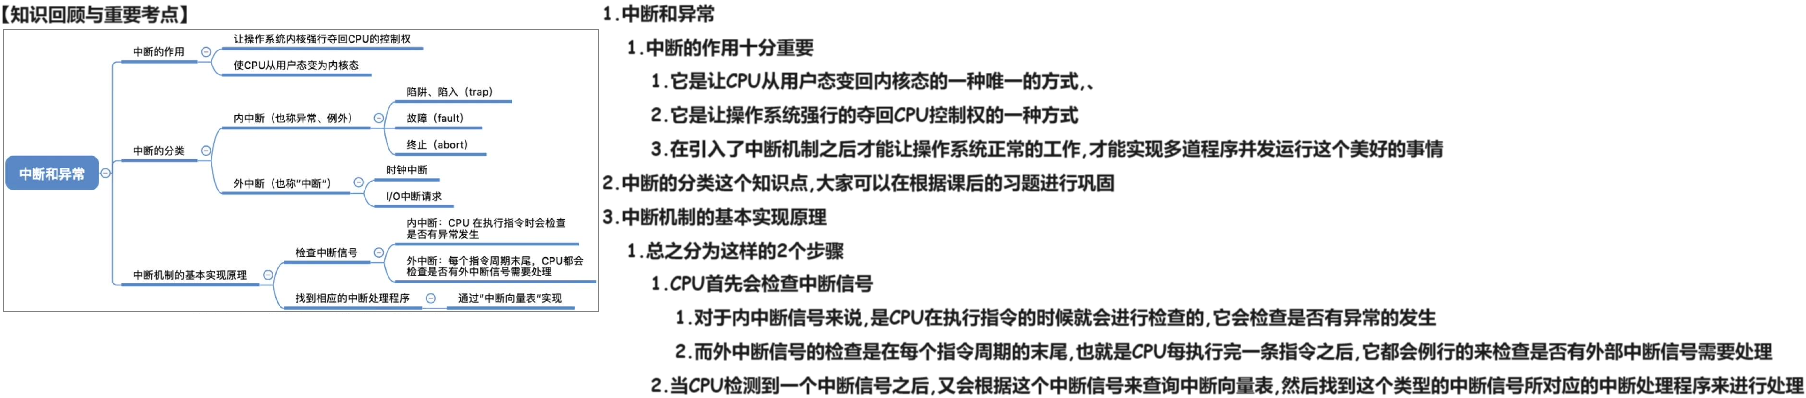 【知识回顾与重要考点】
中断和异常
中断的作用
让操作系统内核强行夺回CPU的控制权
使CPU从用户态变为内核态
中断的分类
内中断（也称异常、例外）
陷阱、陷入（trap）
故障（fault）
终止（abort）
外中断（也称“中断”）
时钟中断
I/O中断请求
中断机制的基本实现原理
检查中断信号
内中断：CPU 在执行指令时会检查
是否有异常发生
外中断：每个指令周期末尾，CPU都会
检查是否有外中断信号需要处理
找到相应的中断处理程序
通过“中断向量表”实现
1.中断和异常
1.中断的作用十分重要
1.它是让CPU从用户态变回内核态的一种唯一的方式,、
2.它是让操作系统强行的夺回CPU控制权的一种方式
3.在引入了中断机制之后才能让操作系统正常的工作,才能实现多道程序并发运行这个美好的事情
2.中断的分类这个知识点,大家可以在根据课后的习题进行巩固
3.中断机制的基本实现原理
1.总之分为这样的2个步骤
1.CPU首先会检查中断信号
1.对于内中断信号来说,是CPU在执行指令的时候就会进行检查的,它会检查是否有异常的发生
2.而外中断信号的检查是在每个指令周期的末尾,也就是CPU每执行完一条指令之后,它都会例行的来检查是否有外部中断信号需要处理
2.当CPU检测到一个中断信号之后,又会根据这个中断信号来查询中断向量表,然后找到这个类型的中断信号所对应的中断处理程序来进行处理